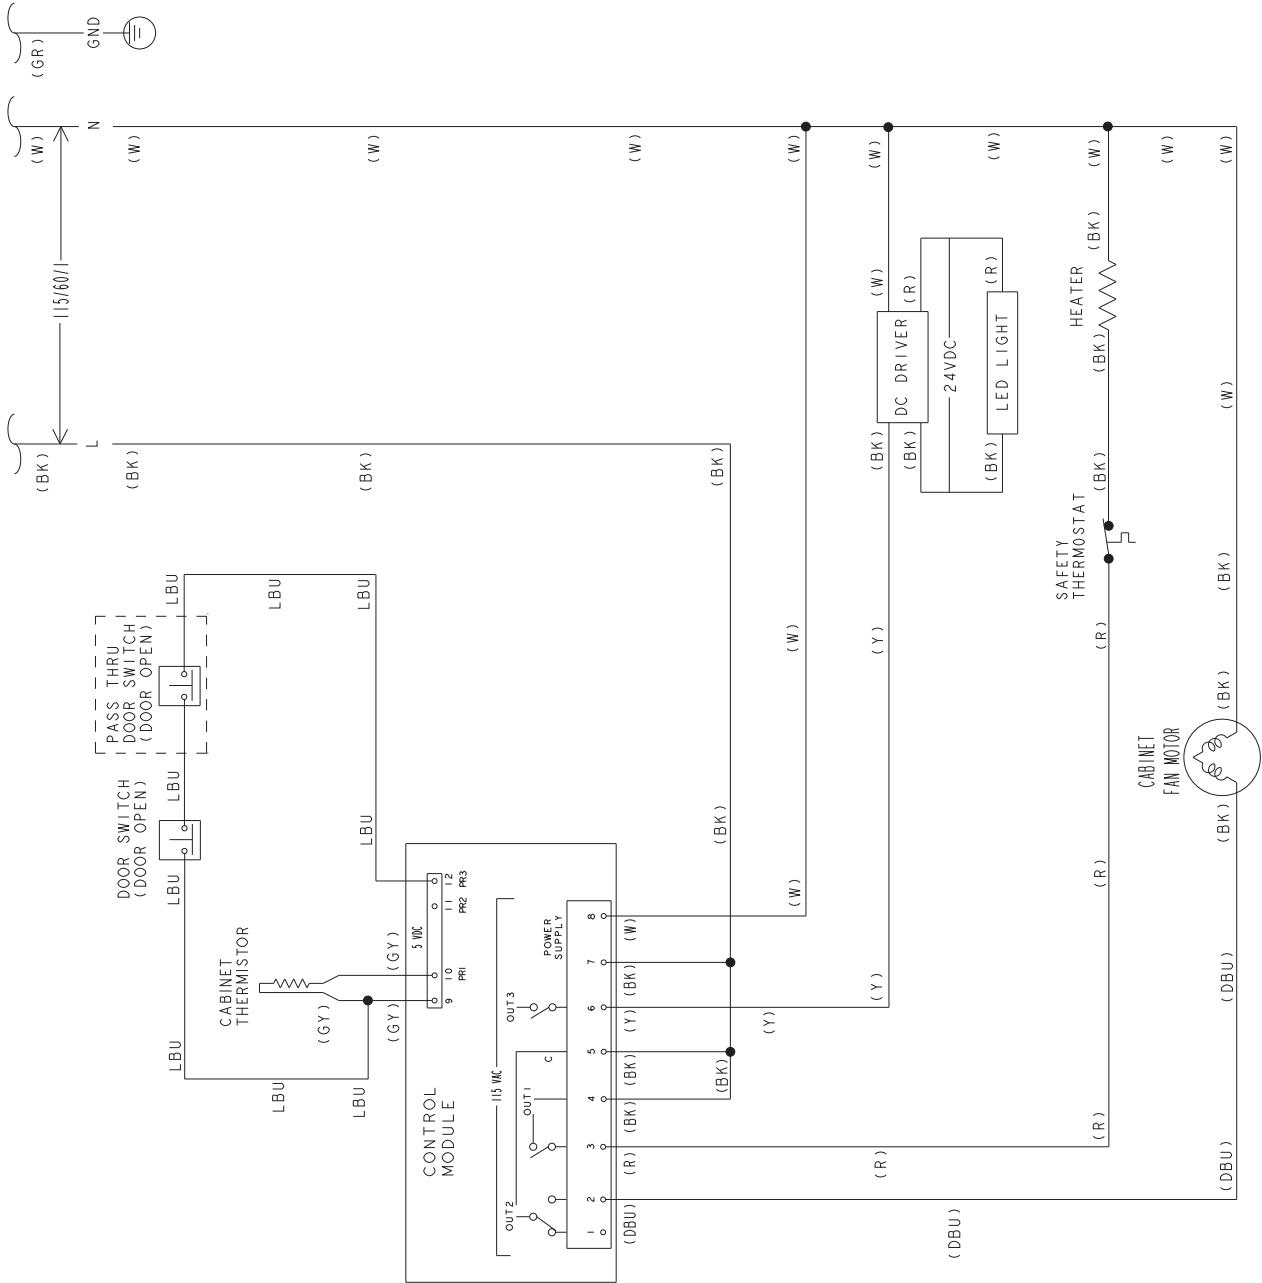 (GR)
GND
(W)
N
(W)
(W)
(W)
(W)
(W)
(W)
(W)
(W)
(W)
115/60/1
(BK)
L
(BK)
(BK)
(BK)
(W)
(R)
DC DRIVER
(BK)
(BK)
24VDC
(R)
LED LIGHT
(BK)
(BK)
HEATER
(BK)
(BK)
SAFETY
THERMOSTAT
(R)
(W)
(BK)
(BK)
CABINET
FAN MOTOR
(BK)
LBU
LBU
LBU
PASS THRU
DOOR SWITCH
(DOOR OPEN)
LBU
DOOR SWITCH
(DOOR OPEN)
LBU
LBU
(W)
(Y)
(BK)
(W)
(R)
CABINET
THERMISTOR
(GY)
(GY)
(GY)
LBU
LBU
LBU
5 VDC
12
PR3
11
PR2
10
PR1
9
CONTROL
MODULE
115 VAC
POWER
SUPPLY
OUT3
C
OUT1
OUT2
8
7
6
5
4
3
2
1
(W)
(BK)
(Y)
(BK)
(BK)
(R)
(DBU)
(BK)
(Y)
(Y)
(R)
(R)
(DBU)
(DBU)
(DBU)